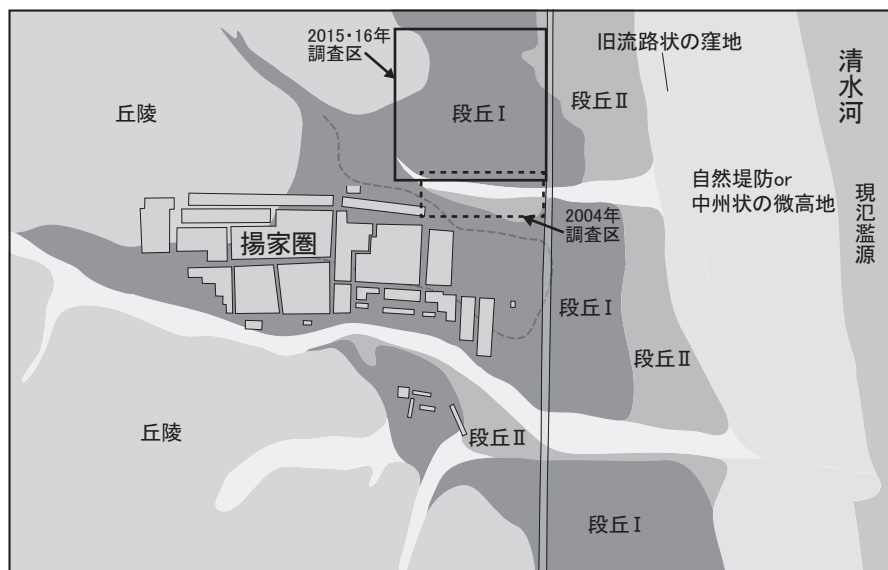 2015・16年
調査区
旧流路状の窪地
清水河
丘陵
段丘Ⅰ
段丘Ⅱ
自然堤防or
中州状の微高地
現氾濫源
2004年
調査区
揚家圏
段丘Ⅰ
段丘Ⅱ
丘陵
段丘Ⅱ
段丘Ⅰ